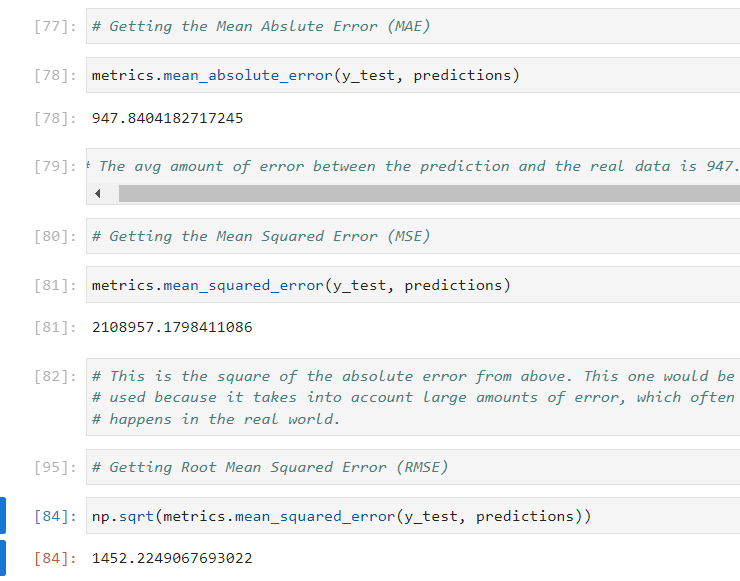 [77]: # Getting the Mean Abslute Error (MAE)
[78]: metrics.mean_absolute_error(y_test, predictions)
[78]: 947.8404182717245
[79]: # The avg amount of error between the prediction and the real data is 947.
[80]: # Getting the Mean Squared Error (MSE)
[81]: metrics.mean_squared_error(y_test, predictions)
[81]: 2108957.1798411086
[82]: # This is the square of the absolute error from above. This one would be
# used because it takes into account large amounts of error, which often
# happens in the real world.
[95]: # Getting Root Mean Squared Error (RMSE)
[84]: np.sqrt(metrics.mean_squared_error(y_test, predictions))
[84]: 1452.2249067693022